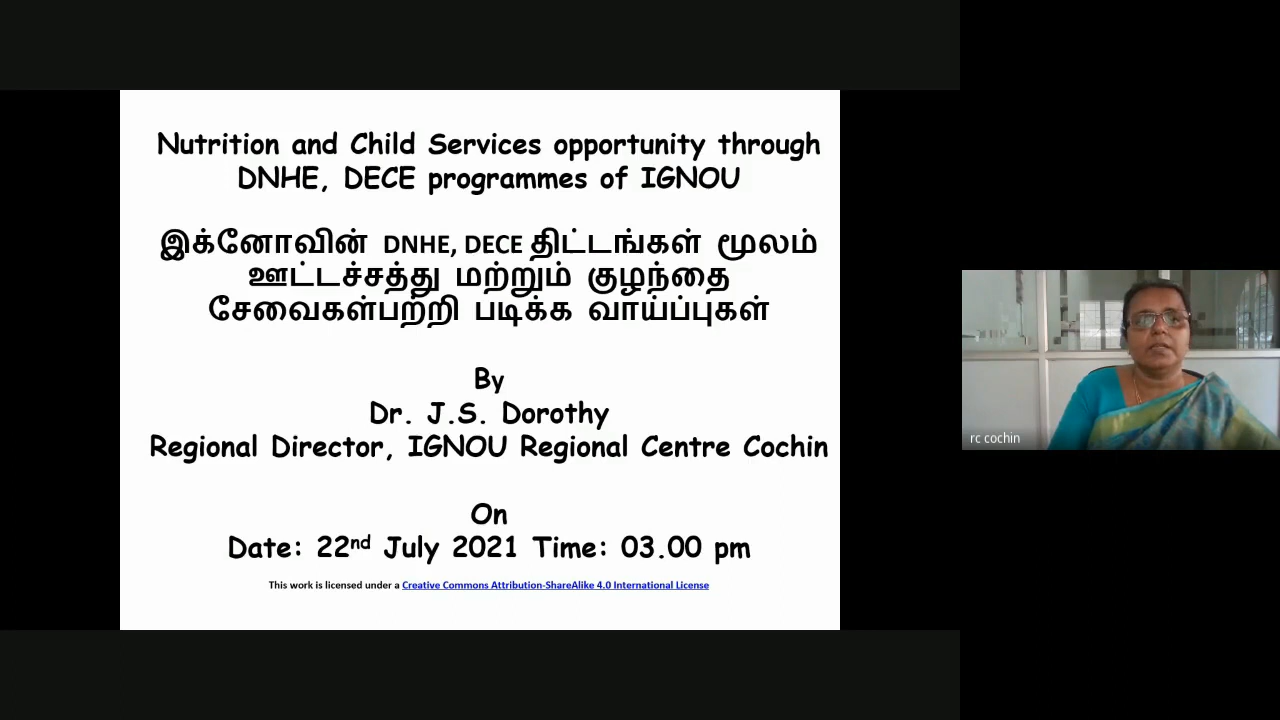 Nutrition and Child Services opportunity through
DNHE, DECE programmes of IGNOU
இக்னோவின் DNHE, DECE திட்டங்கள் மூலம்
ஊட்டச்சத்து மற்றும் குழந்தை
சேவைகள்பற்றி படிக்க வாய்ப்புகள்
By
Dr. J.S. Dorothy
Regional Director, IGNOU Regional Centre Cochin
On
Date: 22nd July 2021 Time: 03.00 pm
This work is licensed under a Creative Commons Attribution-ShareAlike 4.0 International License
rc cochin